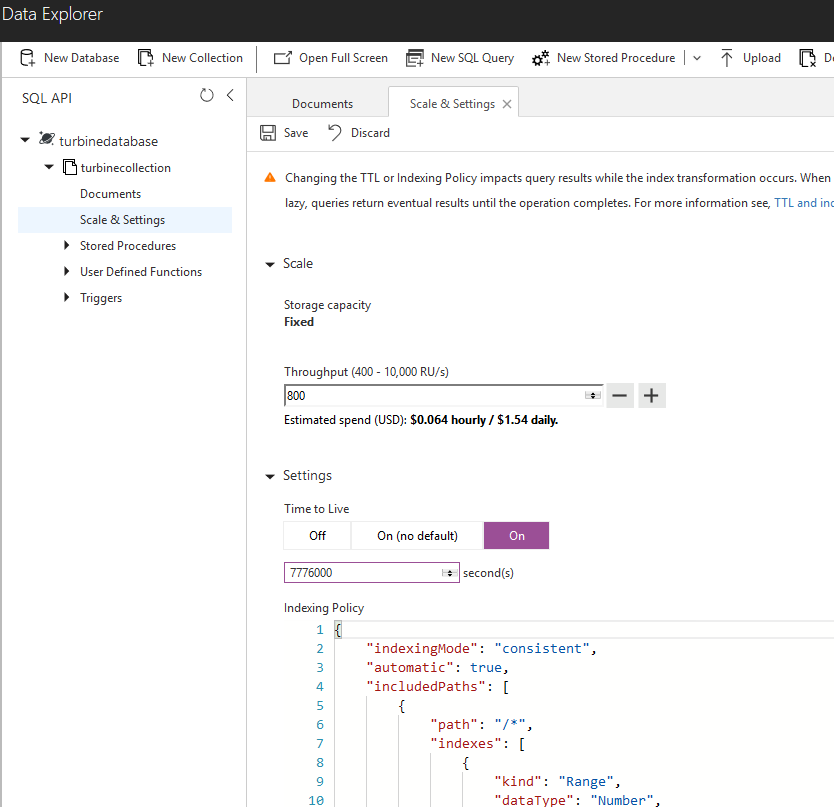 Data Explorer
New Database New Collection Open Full Screen New SQL Query New Stored Procedure Upload
SQL API
turbinedatabase
turbinecollection
Documents
Scale & Settings
Stored Procedures
User Defined Functions
Triggers
Documents Scale & Settings
Save Discard
Changing the TTL or Indexing Policy impacts query results while the index transformation occurs. When
lazy, queries return eventual results until the operation completes. For more information see, TTL and
Scale
Storage capacity
Fixed
Throughput (400 - 10,000 RU/s)
800
Estimated spend (USD): $0.064 hourly / $1.54 daily.
Settings
Time to Live
Off On (no default) On
7776000 second(s)
Indexing Policy
1 {
2 "indexingMode": "consistent",
3 "automatic": true,
4 "includedPaths": [
5 {
6 "path": "/*",
7 "indexes": [
8 {
9 "kind": "Range",
10 "dataType": "Number",